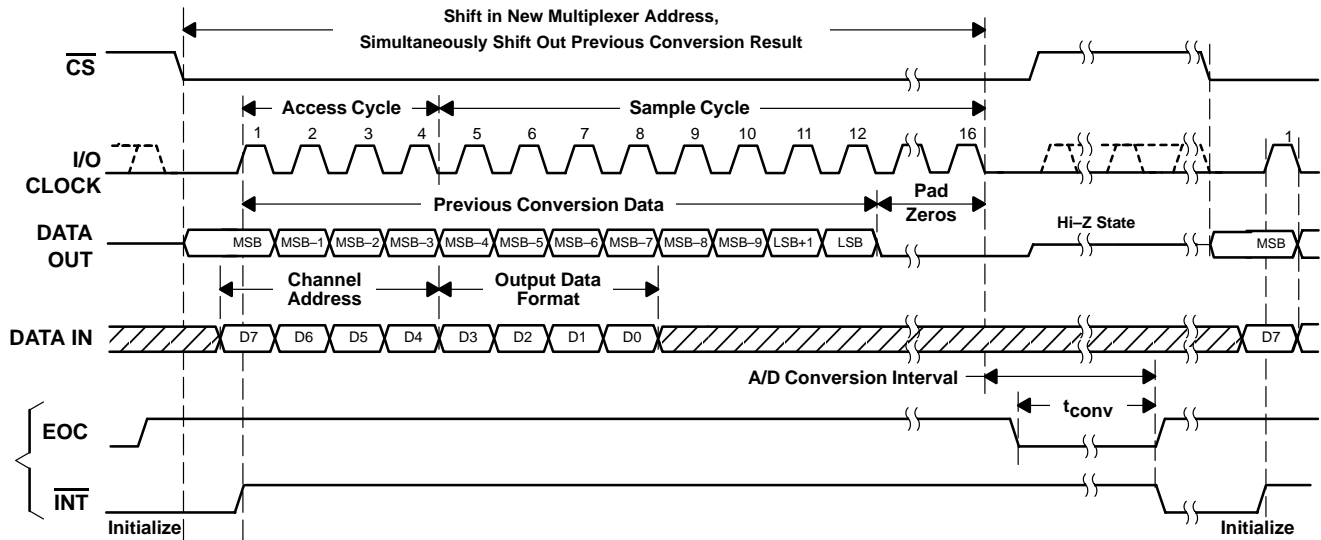 Shift in New Multiplexer Address,
Simultaneously Shift Out Previous Conversion Result
CS
Access Cycle
Sample Cycle
1 2 3 4 5 6 7 8 9 10 11 12 16 1
I/O
CLOCK
Previous Conversion Data
Pad
Zeros
DATA
OUT
MSB MSB–1 MSB–2 MSB–3 MSB–4 MSB–5 MSB–6 MSB–7 MSB–8 MSB–9 LSB+1 LSB
Hi–Z State
MSB
Channel
Address
Output Data
Format
DATA IN
D7 D6 D5 D4 D3 D2 D1 D0 D7
A/D Conversion Interval
tconv
EOC
INT
Initialize
Initialize